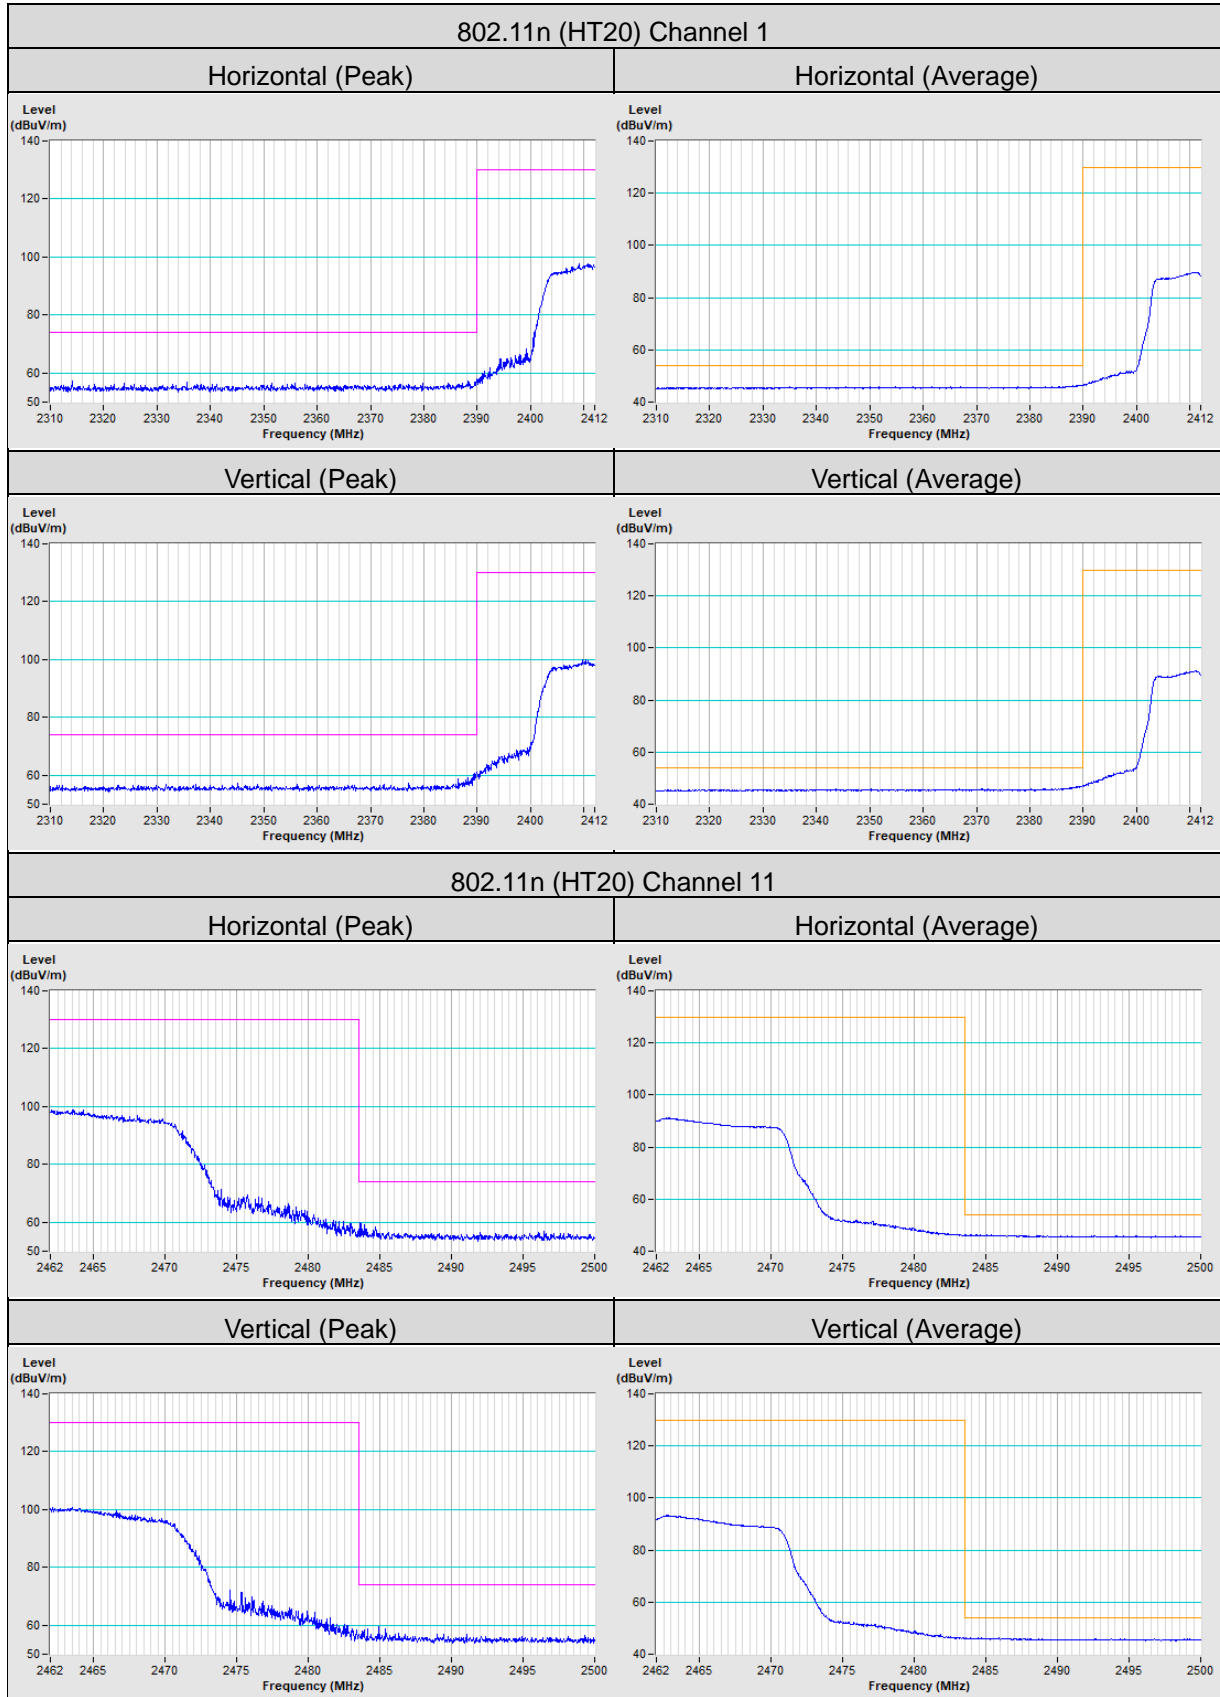 802.11n (HT20) Channel 1
Horizontal (Peak)
Horizontal (Average)
Level
(dBuV/m)
140
120
100
80
60
50
2310 2320 2330 2340 2350 2360 2370 2380 2390 2400 2412
Frequency (MHz)
Level
(dBuV/m)
140
120
100
80
60
40
2310 2320 2330 2340 2350 2360 2370 2380 2390 2400 2412
Frequency (MHz)
Vertical (Peak)
Vertical (Average)
Level
(dBuV/m)
140
120
100
80
60
50
2310 2320 2330 2340 2350 2360 2370 2380 2390 2400 2412
Frequency (MHz)
Level
(dBuV/m)
140
120
100
80
60
40
2310 2320 2330 2340 2350 2360 2370 2380 2390 2400 2412
Frequency (MHz)
802.11n (HT20) Channel 11
Horizontal (Peak)
Horizontal (Average)
Level
(dBuV/m)
140
120
100
80
60
50
2462 2465 2470 2475 2480 2485 2490 2495 2500
Frequency (MHz)
Level
(dBuV/m)
140
120
100
80
60
40
2462 2465 2470 2475 2480 2485 2490 2495 2500
Frequency (MHz)
Vertical (Peak)
Vertical (Average)
Level
(dBuV/m)
140
120
100
80
60
50
2462 2465 2470 2475 2480 2485 2490 2495 2500
Frequency (MHz)
Level
(dBuV/m)
140
120
100
80
60
40
2462 2465 2470 2475 2480 2485 2490 2495 2500
Frequency (MHz)